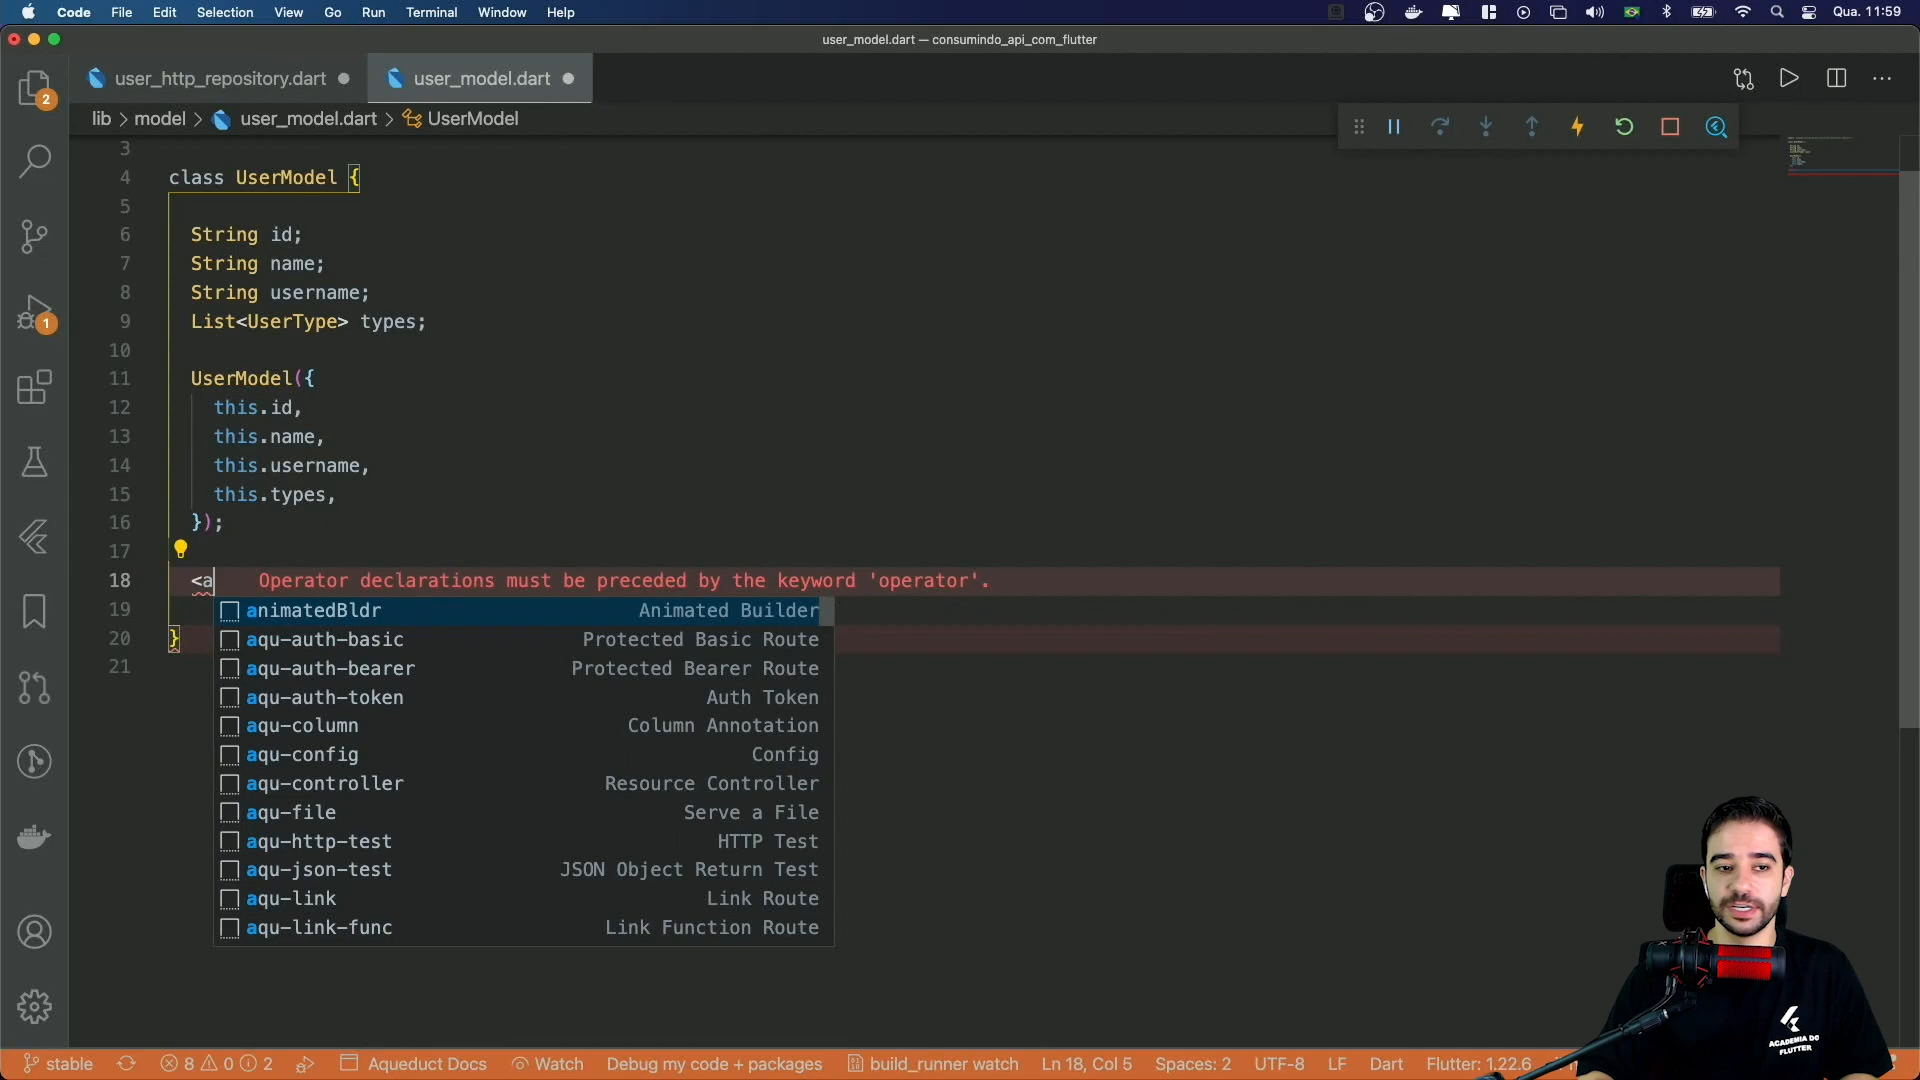 Code File Edit Selection View Go Run Terminal Window Help Qua. 11:59
user_model.dart — consumindo_api_com_flutter
user_http_repository.dart user_model.dart
lib > model > user_model.dart > UserModel
2
1
3
4 class UserModel {
5
6 String id;
7 String name;
8 String username;
9 List<UserType> types;
10
11 UserModel({
12 this.id,
13 this.name,
14 this.username,
15 this.types,
16 });
17
18 <a Operator declarations must be preceded by the keyword 'operator'.
19
20 }
21
animatedBldr Animated Builder
aqu-auth-basic Protected Basic Route
aqu-auth-bearer Protected Bearer Route
aqu-auth-token Auth Token
aqu-column Column Annotation
aqu-config Config
aqu-controller Resource Controller
aqu-file Serve a File
aqu-http-test HTTP Test
aqu-json-test JSON Object Return Test
aqu-link Link Route
aqu-link-func Link Function Route
ACADEMIA DO
FLUTTER
stable 8 0 2 Aqueduct Docs Watch Debug my code + packages build_runner watch Ln 18, Col 5 Spaces: 2 UTF-8 LF Dart Flutter: 1.22.6